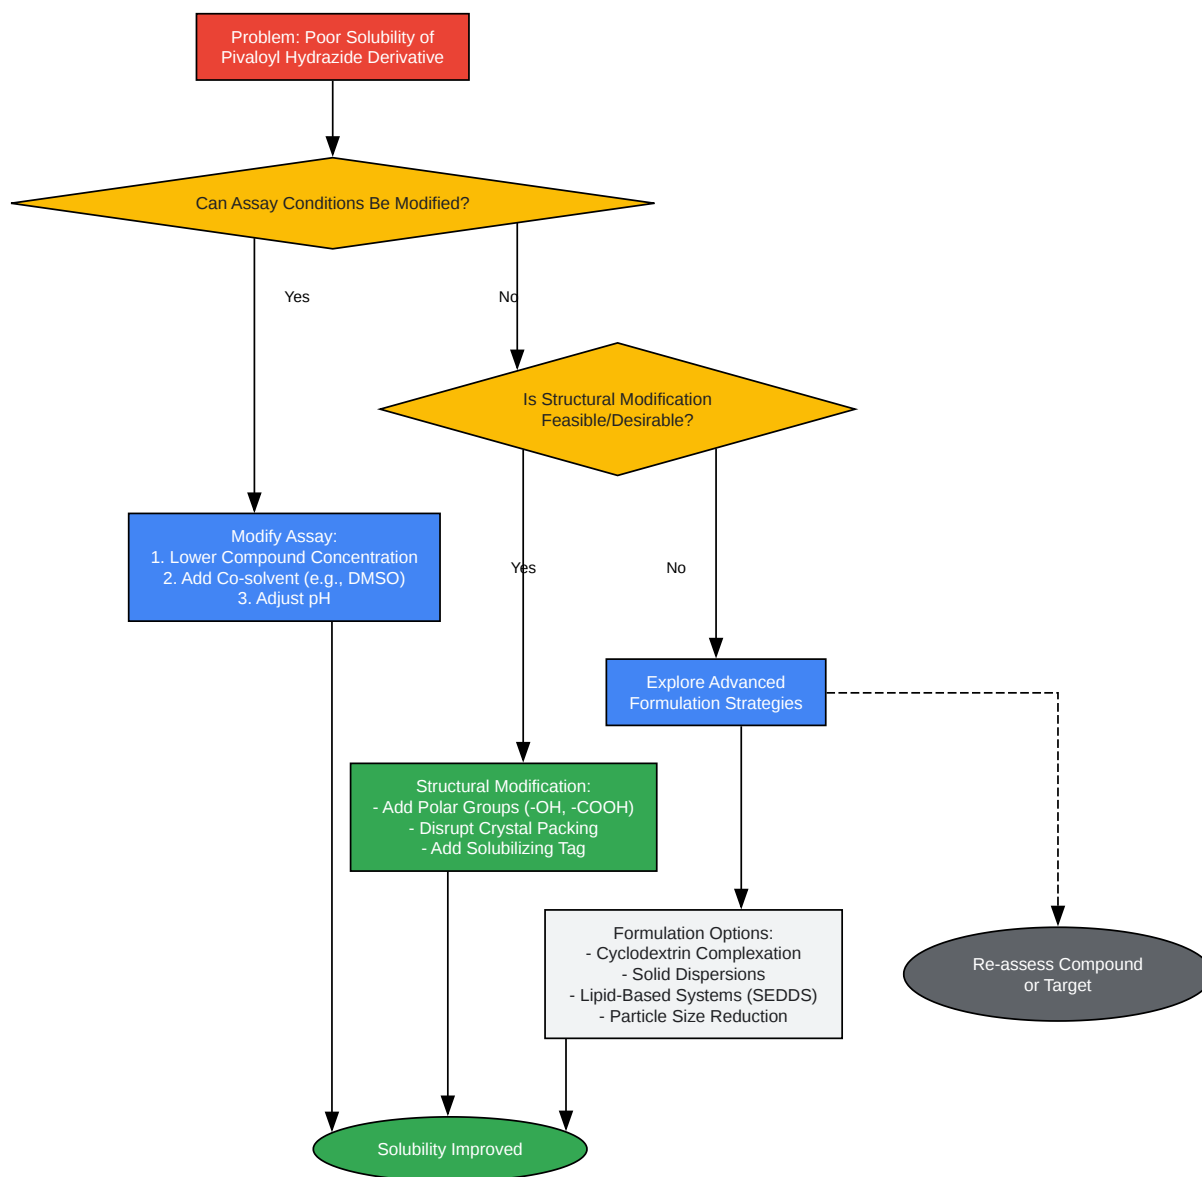 Problem: Poor Solubility of
Pivaloyl Hydrazide Derivative
Can Assay Conditions Be Modified?
Yes
No
Is Structural Modification
Feasible/Desirable?
Modify Assay:
1. Lower Compound Concentration
2. Add Co-solvent (e.g., DMSO)
3. Adjust pH
Yes
No
Explore Advanced
Formulation Strategies
Structural Modification:
- Add Polar Groups (-OH, -COOH)
- Disrupt Crystal Packing
- Add Solubilizing Tag
Formulation Options:
- Cyclodextrin Complexation
- Solid Dispersions
- Lipid-Based Systems (SEDDS)
- Particle Size Reduction
Re-assess Compound
or Target
Solubility Improved